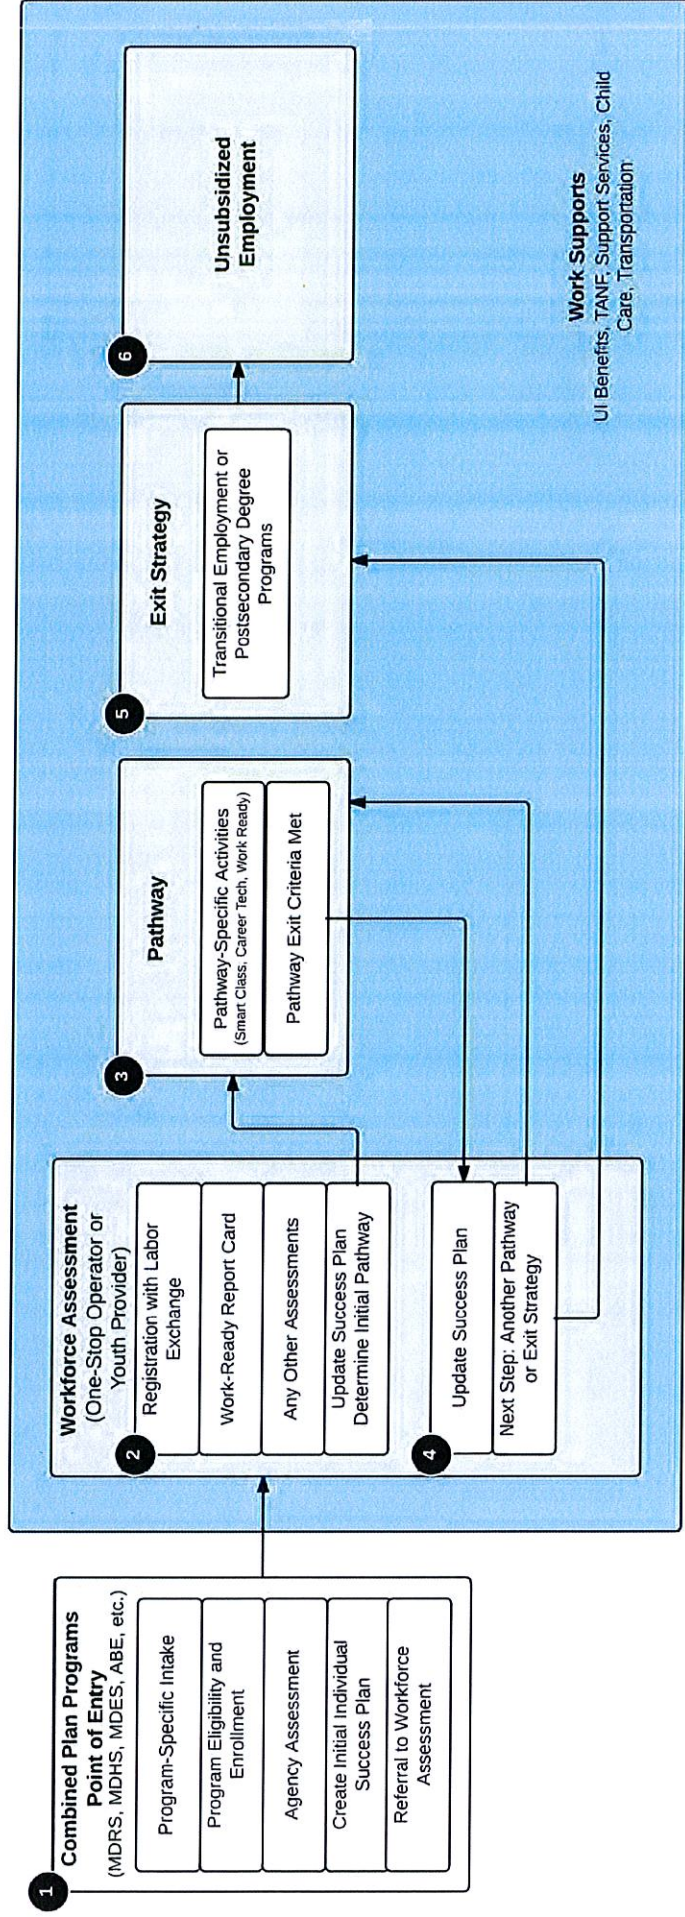 1
Combined Plan Programs
Point of Entry
(MDRS, MDHS, MDES, ABE, etc.)
Program-Specific Intake
Program Eligibility and
Enrollment
Agency Assessment
Create Initial Individual
Success Plan
Referral to Workforce
Assessment
Workforce Assessment
(One-Stop Operator or
Youth Provider)
2
Registration with Labor
Exchange
Work-Ready Report Card
Any Other Assessments
Update Success Plan
Determine Initial Pathway
4
Update Success Plan
Next Step: Another Pathway
or Exit Strategy
3
Pathway
Pathway-Specific Activities
(Smart Class, Career Tech, Work Ready)
Pathway Exit Criteria Met
5
Exit Strategy
Transitional Employment or
Postsecondary Degree
Programs
6
Unsubsidized
Employment
Work Supports
UI Benefits, TANF, Support Services, Child
Care, Transportation